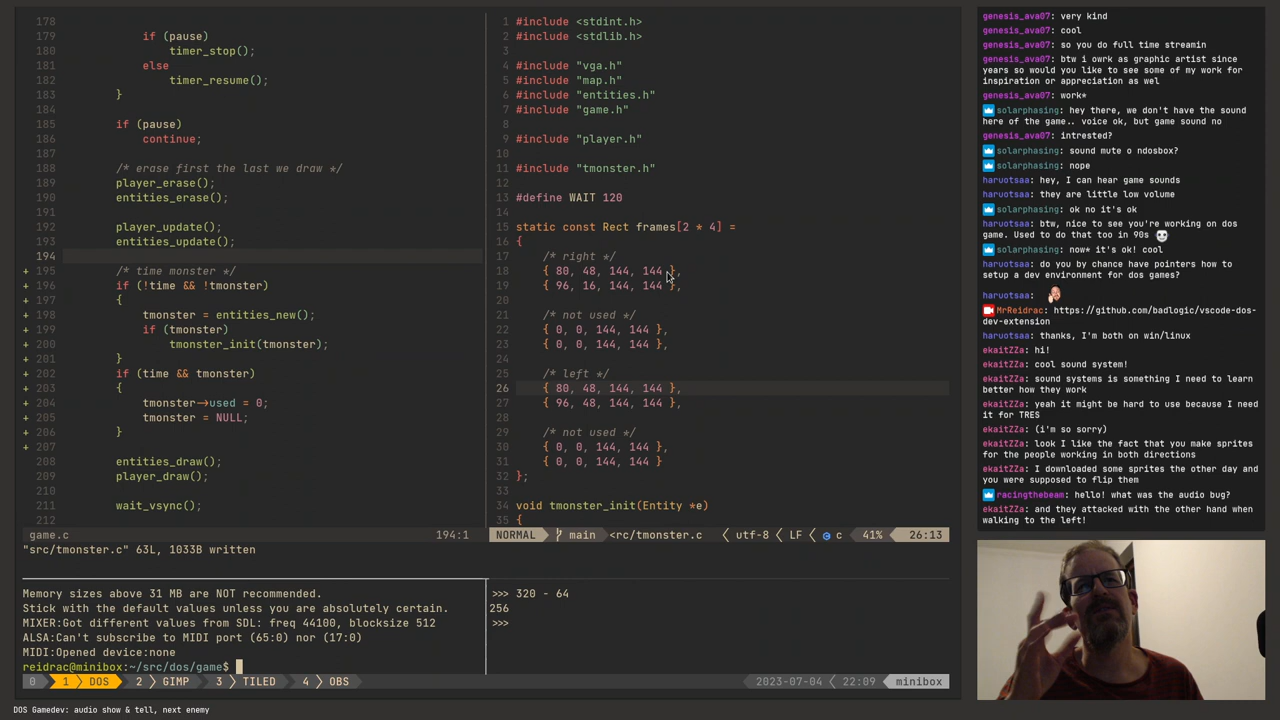 178
179 if (pause)
180 timer_stop();
181 else
182 timer_resume();
183 }
184
185 if (pause)
186 continue;
187
188 /* erase first the last we draw */
189 player_erase();
190 entities_erase();
191
192 player_update();
193 entities_update();
194
+ 195 /* time monster */
+ 196 if (!time && !tmonster)
+ 197 {
+ 198 tmonster = entities_new();
+ 199 if (tmonster)
+ 200 tmonster_init(tmonster);
+ 201 }
+ 202 if (time && tmonster)
+ 203 {
+ 204 tmonster->used = 0;
+ 205 tmonster = NULL;
+ 206 }
+ 207
208 entities_draw();
209 player_draw();
210
211 wait_vsync();
212
game.c 194:1
"src/tmonster.c" 63L, 1033B written
1 #include <stdint.h>
2 #include <stdlib.h>
3
4 #include "vga.h"
5 #include "map.h"
6 #include "entities.h"
7 #include "game.h"
8
9 #include "player.h"
10
11 #include "tmonster.h"
12
13 #define WAIT 120
14
15 static const Rect frames[2 * 4] =
16 {
17 /* right */
18 { 80, 48, 144, 144 },
19 { 96, 16, 144, 144 },
20
21 /* not used */
22 { 0, 0, 144, 144 },
23 { 0, 0, 144, 144 },
24
25 /* left */
26 { 80, 48, 144, 144 },
27 { 96, 48, 144, 144 },
28
29 /* not used */
30 { 0, 0, 144, 144 },
31 { 0, 0, 144, 144 }
32 };
33
34 void tmonster_init(Entity *e)
35 {
NORMAL main <rc/tmonster.c utf-8 LF c 41% 26:13
Memory sizes above 31 MB are NOT recommended.
Stick with the default values unless you are absolutely certain.
MIXER:Got different values from SDL: freq 44100, blocksize 512
ALSA:Can't subscribe to MIDI port (65:0) nor (17:0)
MIDI:Opened device:none
reidrac@minibox:~/src/dos/game$
>>> 320 - 64
256
>>>
0 1 DOS 2 GIMP 3 TILED 4 OBS 2023-07-04 22:09 minibox
DOS Gamedev: audio show & tell, next enemy
genesis_ava07: very kind
genesis_ava07: cool
genesis_ava07: so you do full time streamin
genesis_ava07: btw i owrk as graphic artist since
years so would you like to see some of my work for
inspiration or appreciation as wel
genesis_ava07: work*
solarphasing: hey there, we don't have the sound
here of the game.. voice ok, but game sound no
genesis_ava07: intrested?
solarphasing: sound mute o ndosbox?
solarphasing: nope
haruotsaa: hey, I can hear game sounds
haruotsaa: they are little low volume
solarphasing: ok no it's ok
haruotsaa: btw, nice to see you're working on dos
game. Used to do that too in 90s
solarphasing: now* it's ok! cool
haruotsaa: do you by chance have pointers how to
setup a dev environment for dos games?
haruotsaa:
MrReidrac: https://github.com/badlogic/vscode-dos-
dev-extension
haruotsaa: thanks, I'm both on win/linux
ekaitZZa: hi!
ekaitZZa: cool sound system!
ekaitZZa: sound systems is something I need to learn
better how they work
ekaitZZa: yeah it might be hard to use because I need
it for TRES
ekaitZZa: (i'm so sorry)
ekaitZZa: look I like the fact that you make sprites
for the people working in both directions
ekaitZZa: I downloaded some sprites the other day and
you were supposed to flip them
racingthebeam: hello! what was the audio bug?
ekaitZZa: and they attacked with the other hand when
walking to the left!